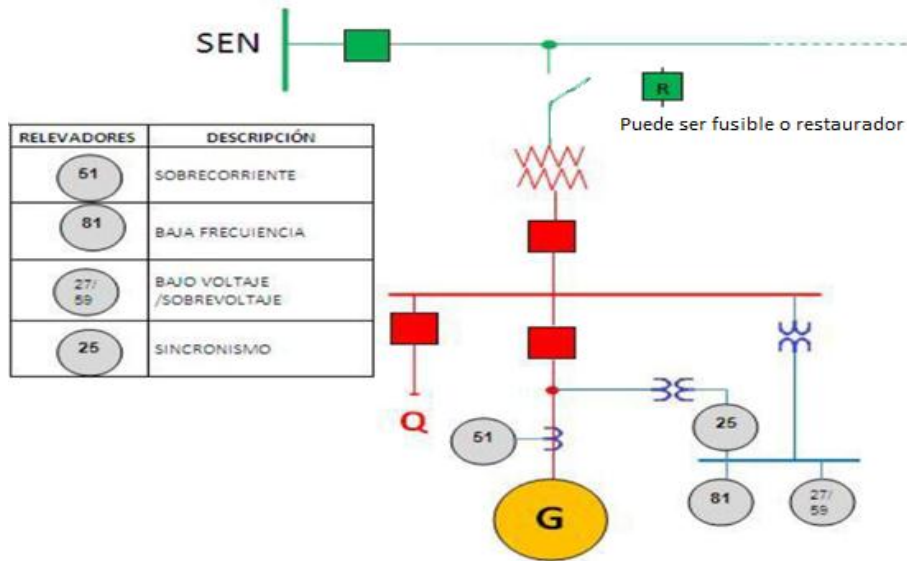 SEN
R
Puede ser fusible o restaurador
RELEVADORES DESCRIPCIÓN
51 SOBRECORRIENTE
81 BAJA FRECUIENCIA
27/
59
BAJO VOLTAJE
/SOBREVOLTAJE
25 SINCRONISMO
Q
51
25
G
81
27/
59